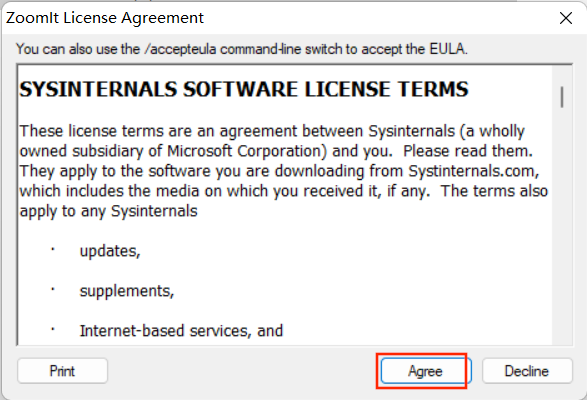 ZoomIt License Agreement
You can also use the /accepteula command-line switch to accept the EULA.
SYSINTERNALS SOFTWARE LICENSE TERMS
These license terms are an agreement between Sysinternals (a wholly
owned subsidiary of Microsoft Corporation) and you.  Please read them.
They apply to the software you are downloading from Systinternals.com,
which includes the media on which you received it, if any.  The terms also
apply to any Sysinternals
· updates,
· supplements,
· Internet-based services, and
Print Agree Decline